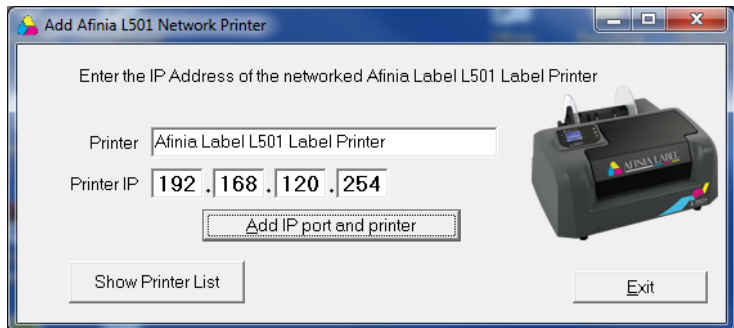 Add Afinia L501 Network Printer
Enter the IP Address of the networked Afinia Label L501 Label Printer
Printer Afinia Label L501 Label Printer
Printer IP 192.168.120.254
Add IP port and printer
AFINIA LABEL
Show Printer List
Exit